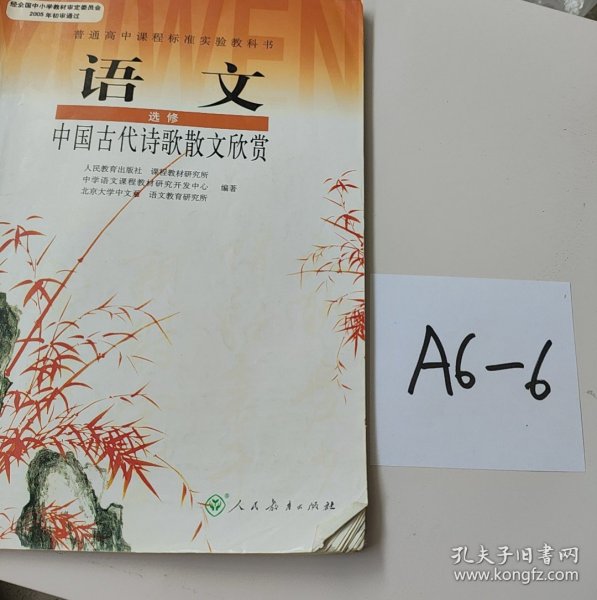 经全国中小学教材审定委员会
2005年初审通过
普通高中课程标准实验教科书
语文
选修
中国古代诗歌散文欣赏
人民教育出版社 课程教材研究所
中学语文课程教材研究开发中心 编著
北京大学中文系 语文教育研究所
人民教育出版社
A6-6
孔夫子旧书网
www.kongfz.com